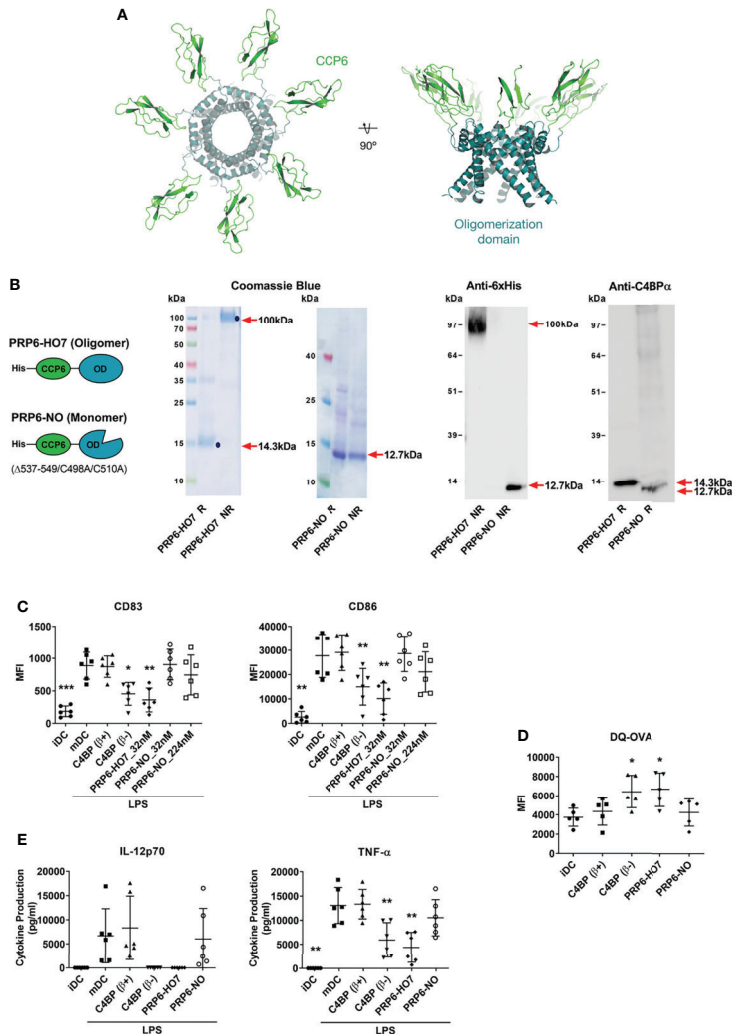 A
CCP6
90º
Oligomerization
domain
B
Coomassie Blue
Anti-6xHis
Anti-C4BPα
PRP6-HO7 (Oligomer)
His
CCP6
OD
PRP6-NO (Monomer)
His
CCP6
OD
(Δ537-549/C498A/C510A)
kDa
100
70
50
40
35
25
15
10
100kDa
14.3kDa
PRP6-HO7 R
PRP6-HO7 NR
kDa
40
25
15
10
12.7kDa
PRP6-NO R
PRP6-NO NR
kDa
97
64
51
39
14
100kDa
12.7kDa
PRP6-HO7 NR
PRP6-NO NR
kDa
97
64
51
39
14
14.3kDa
12.7kDa
PRP6-HO7 R
PRP6-NO R
C
CD83
MFI
1500
1000
500
0
***
*
**
iDC
mDC
C4BP (β+)
C4BP (β-)
PRP6-HO7_32nM
PRP6-NO_32nM
PRP6-NO_224nM
LPS
CD86
MFI
50000
40000
30000
20000
10000
0
**
**
**
iDC
mDC
C4BP (β+)
C4BP (β-)
PRP6-HO7_32nM
PRP6-NO_32nM
PRP6-NO_224nM
LPS
D
DQ-OVA
MFI
10000
8000
6000
4000
2000
0
*
*
iDC
C4BP (β+)
C4BP (β-)
PRP6-HO7
PRP6-NO
E
IL-12p70
Cytokine Production
(pg/ml)
20000
15000
10000
5000
0
iDC
mDC
C4BP (β+)
C4BP (β-)
PRP6-HO7
PRP6-NO
LPS
TNF-α
Cytokine Production
(pg/ml)
20000
15000
10000
5000
0
**
**
**
iDC
mDC
C4BP (β+)
C4BP (β-)
PRP6-HO7
PRP6-NO
LPS